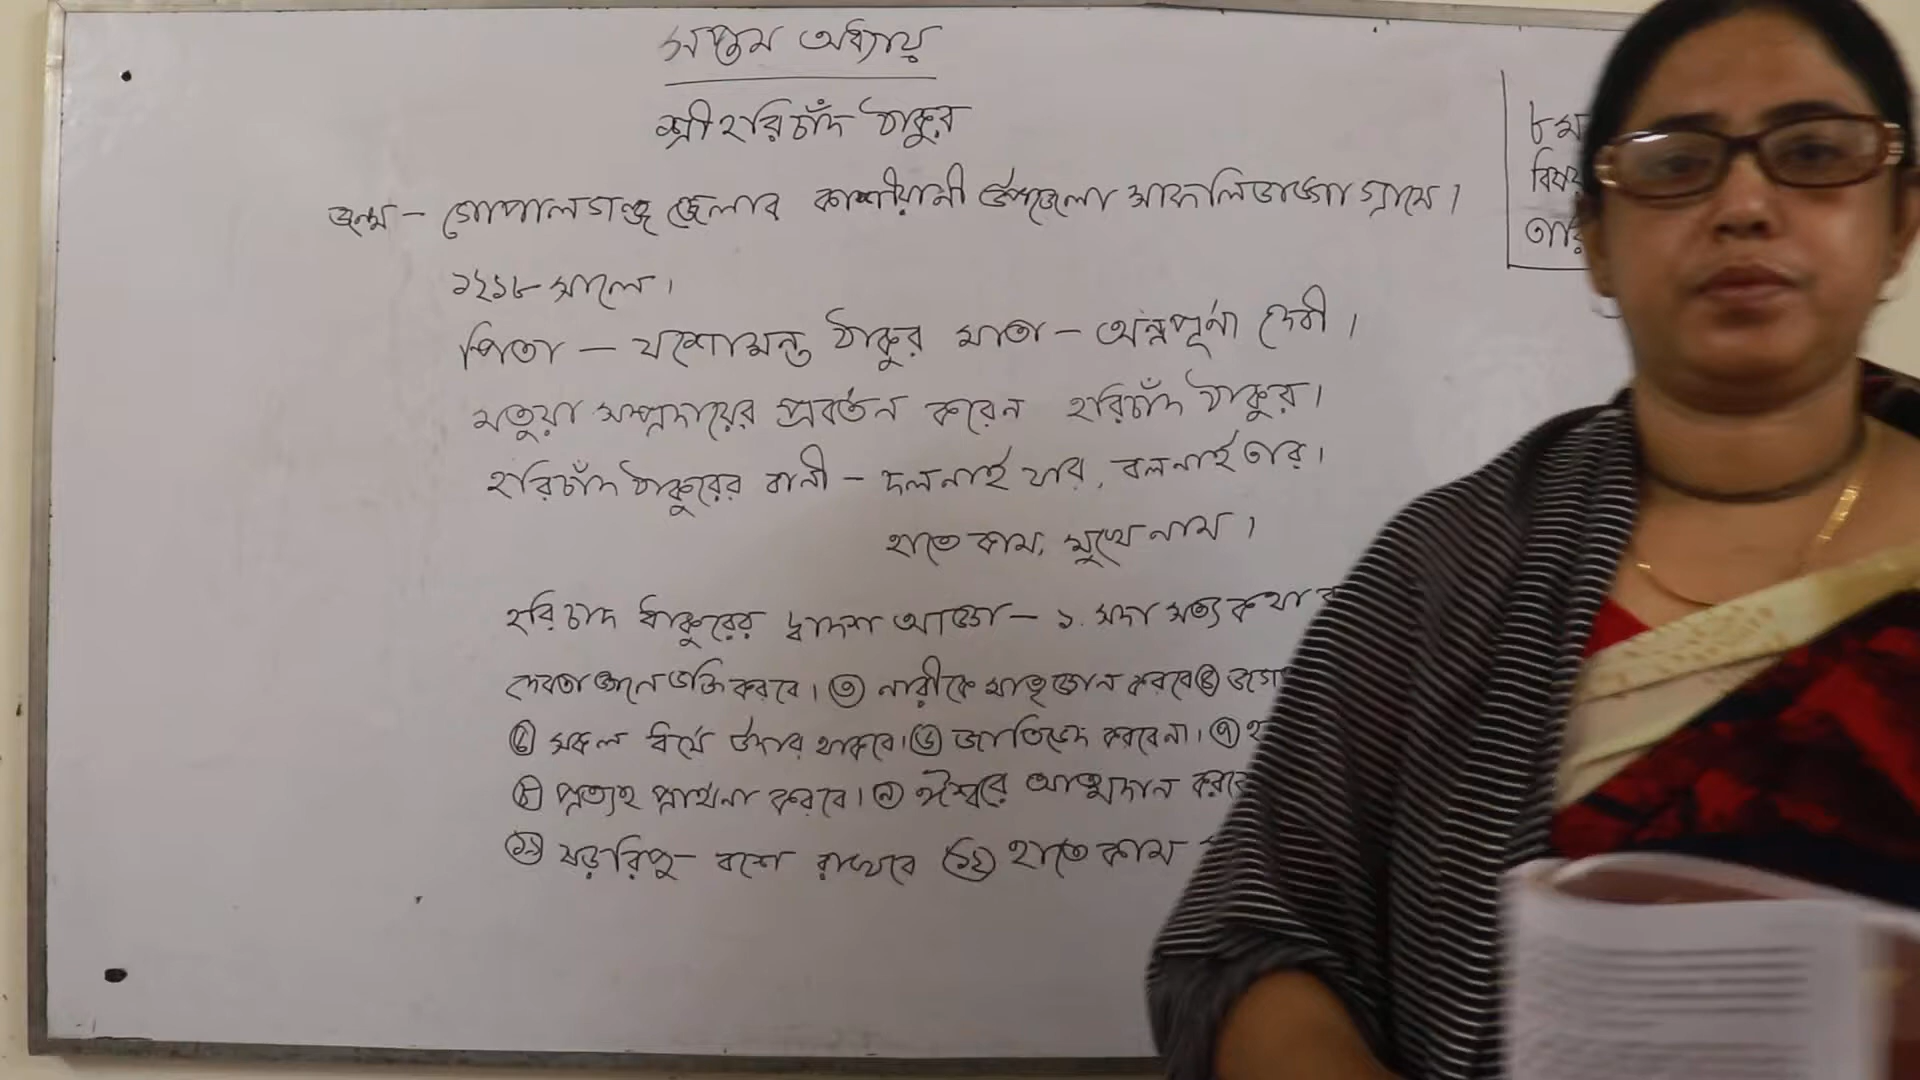 সপ্তম অধ্যায়
শ্রী হরিচাঁদ ঠাকুর
জন্ম - গোপালগঞ্জ জেলার কাশীয়ানী উপজেলা সাফলিডাঙ্গা গ্রামে।
১২১৮ সালে।
পিতা - যশোমন্ত ঠাকুর মাতা - অন্নপূর্না দেবী।
মতুয়া সম্প্রদায়ের প্রবর্তন করেন হরিচাঁদ ঠাকুর।
হরিচাঁদ ঠাকুরের বানী - দল নাই যার, বল নাই তার।
হাতে কাম, মুখে নাম।
হরি চাদ ঠাকুরের দ্বাদশ আজ্ঞা - ১. সদা সত্য কথা
দেবতা জ্ঞানে ভক্তি করবে। ৩ নারীকে মাতৃজ্ঞান করবে ৪
৫ সকল ধর্মে উদার থাকবে। ৬ জাতিভেদ করবেনা। ৭
৮ প্রত্যহ প্রার্থনা করবে। ৯ ঈশ্বরে আত্মদান
১১ ষড়রিপু বশে রাখবে ১২ হাতে কাম
৮ম